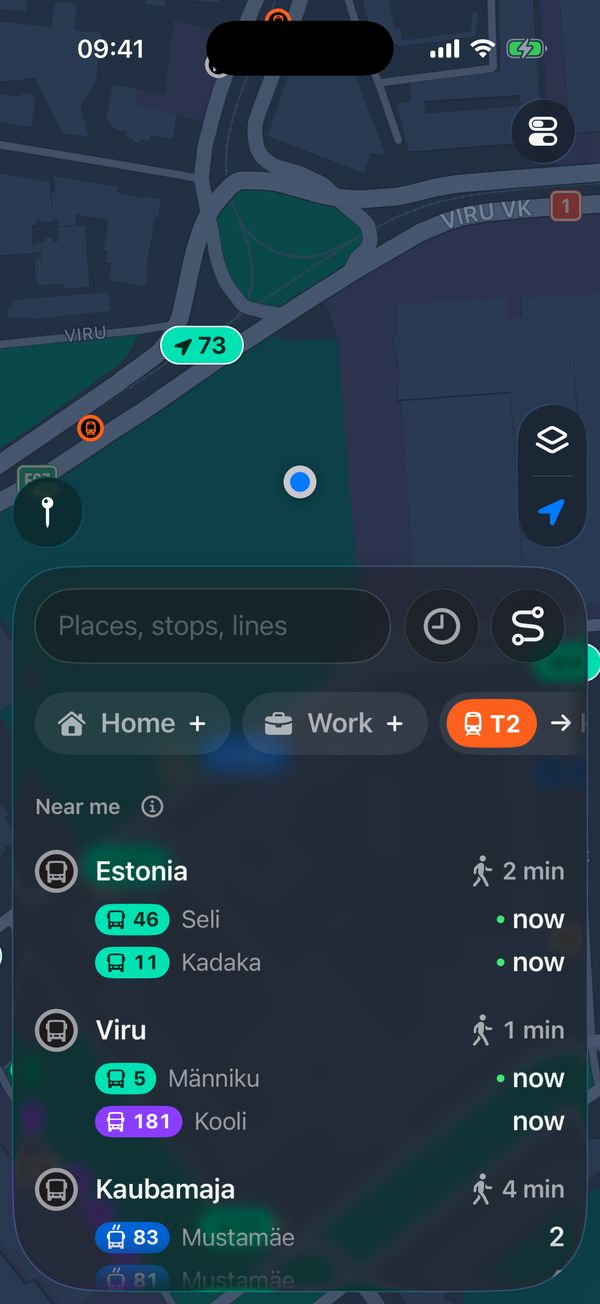 09:41
VIRU VK
1
VIRU
73
Places, stops, lines
Home +
Work +
T2
Near me
Estonia
2 min
46 Seli
now
11 Kadaka
now
Viru
1 min
5 Männiku
now
181 Kooli
now
Kaubamaja
4 min
83 Mustamäe
2
81 Mustamäe